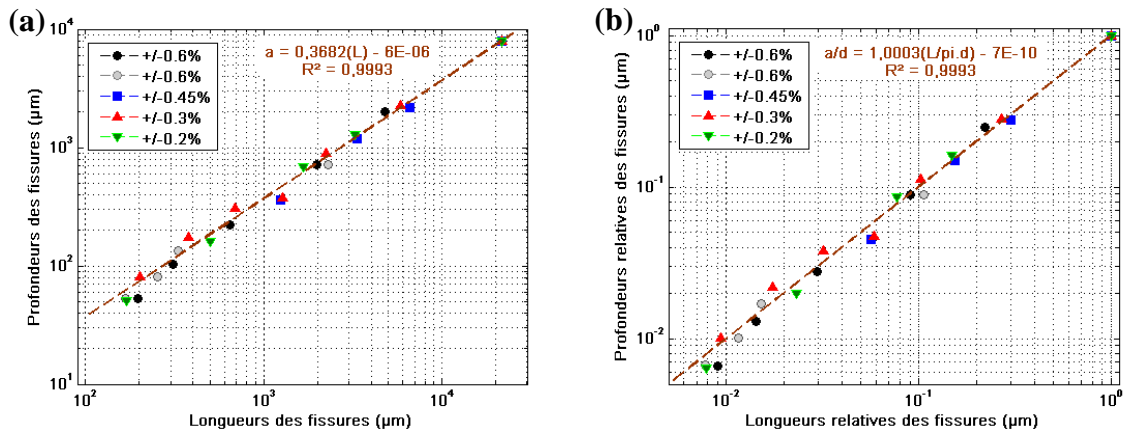 (a)
10⁴
10³
10²
10¹
Profondeurs des fissures (µm)
+/-0.6%
+/-0.6%
+/-0.45%
+/-0.3%
+/-0.2%
a = 0,3682(L) - 6E-06
R² = 0,9993
10²
10³
10⁴
Longueurs des fissures (µm)
(b)
10⁰
10⁻¹
10⁻²
Profondeurs relatives des fissures (µm)
+/-0.6%
+/-0.6%
+/-0.45%
+/-0.3%
+/-0.2%
a/d = 1,0003(L/pi.d) - 7E-10
R² = 0,9993
10⁻²
10⁻¹
10⁰
Longueurs relatives des fissures (µm)